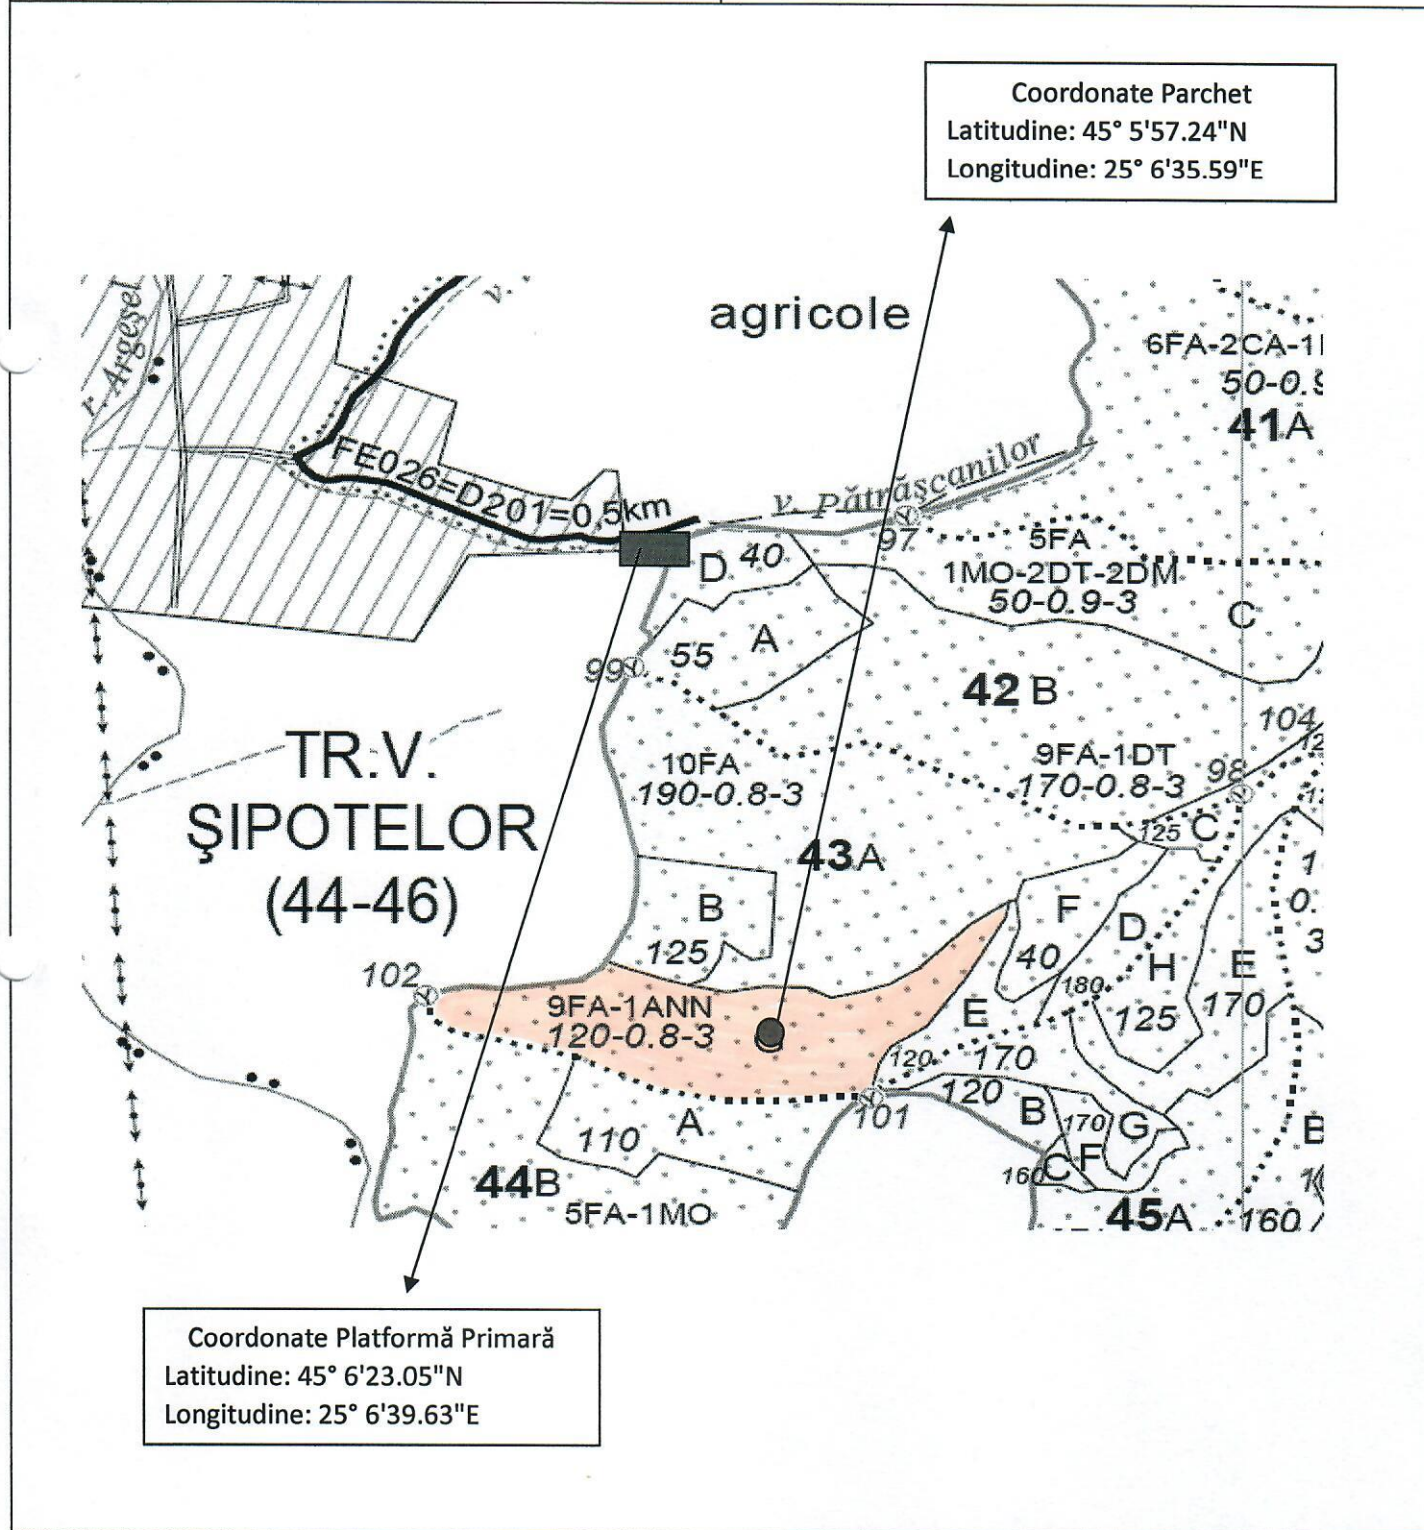 Coordonate Parchet
Latitudine: 45° 5'57.24"N
Longitudine: 25° 6'35.59"E
agricole
r. Argeşel
v.
6FA-2CA-1
50-0.9
41A
FE026=D201=0.5km
v. Pătrăşcanilor
97
D 40
5FA
1MO-2DT-2DM
50-0.9-3
C
A
55
99
42 B
104
TR.V.
ŞIPOTELOR
(44-46)
10FA
190-0.8-3
9FA-1DT
170-0.8-3
98
125 C
43A
B
125
F
40
D
H
125
E
170
180
102
9FA-1ANN
120-0.8-3
E
170
120
120
101
A
110
44B
5FA-1MO
B
170
G
F
C
160
45A
160
B
Coordonate Platformă Primară
Latitudine: 45° 6'23.05"N
Longitudine: 25° 6'39.63"E